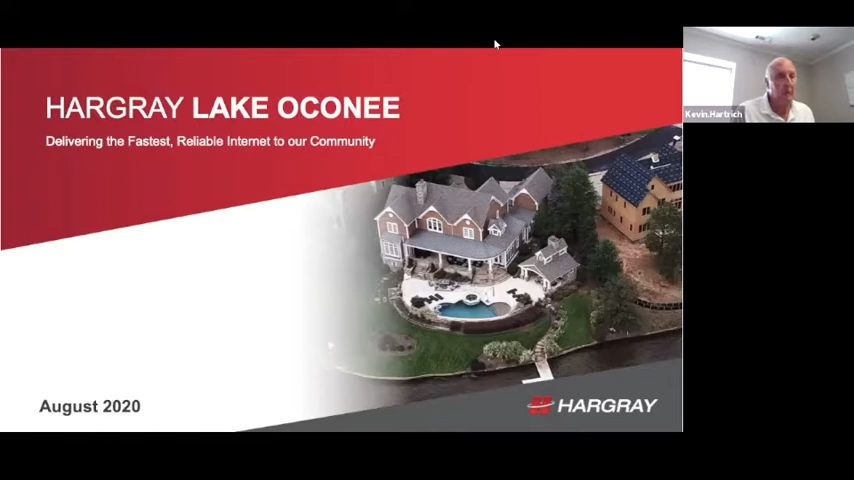 HARGRAY LAKE OCONEE
Delivering the Fastest, Reliable Internet to our Community
Kevin.Hartrich
August 2020
HARGRAY